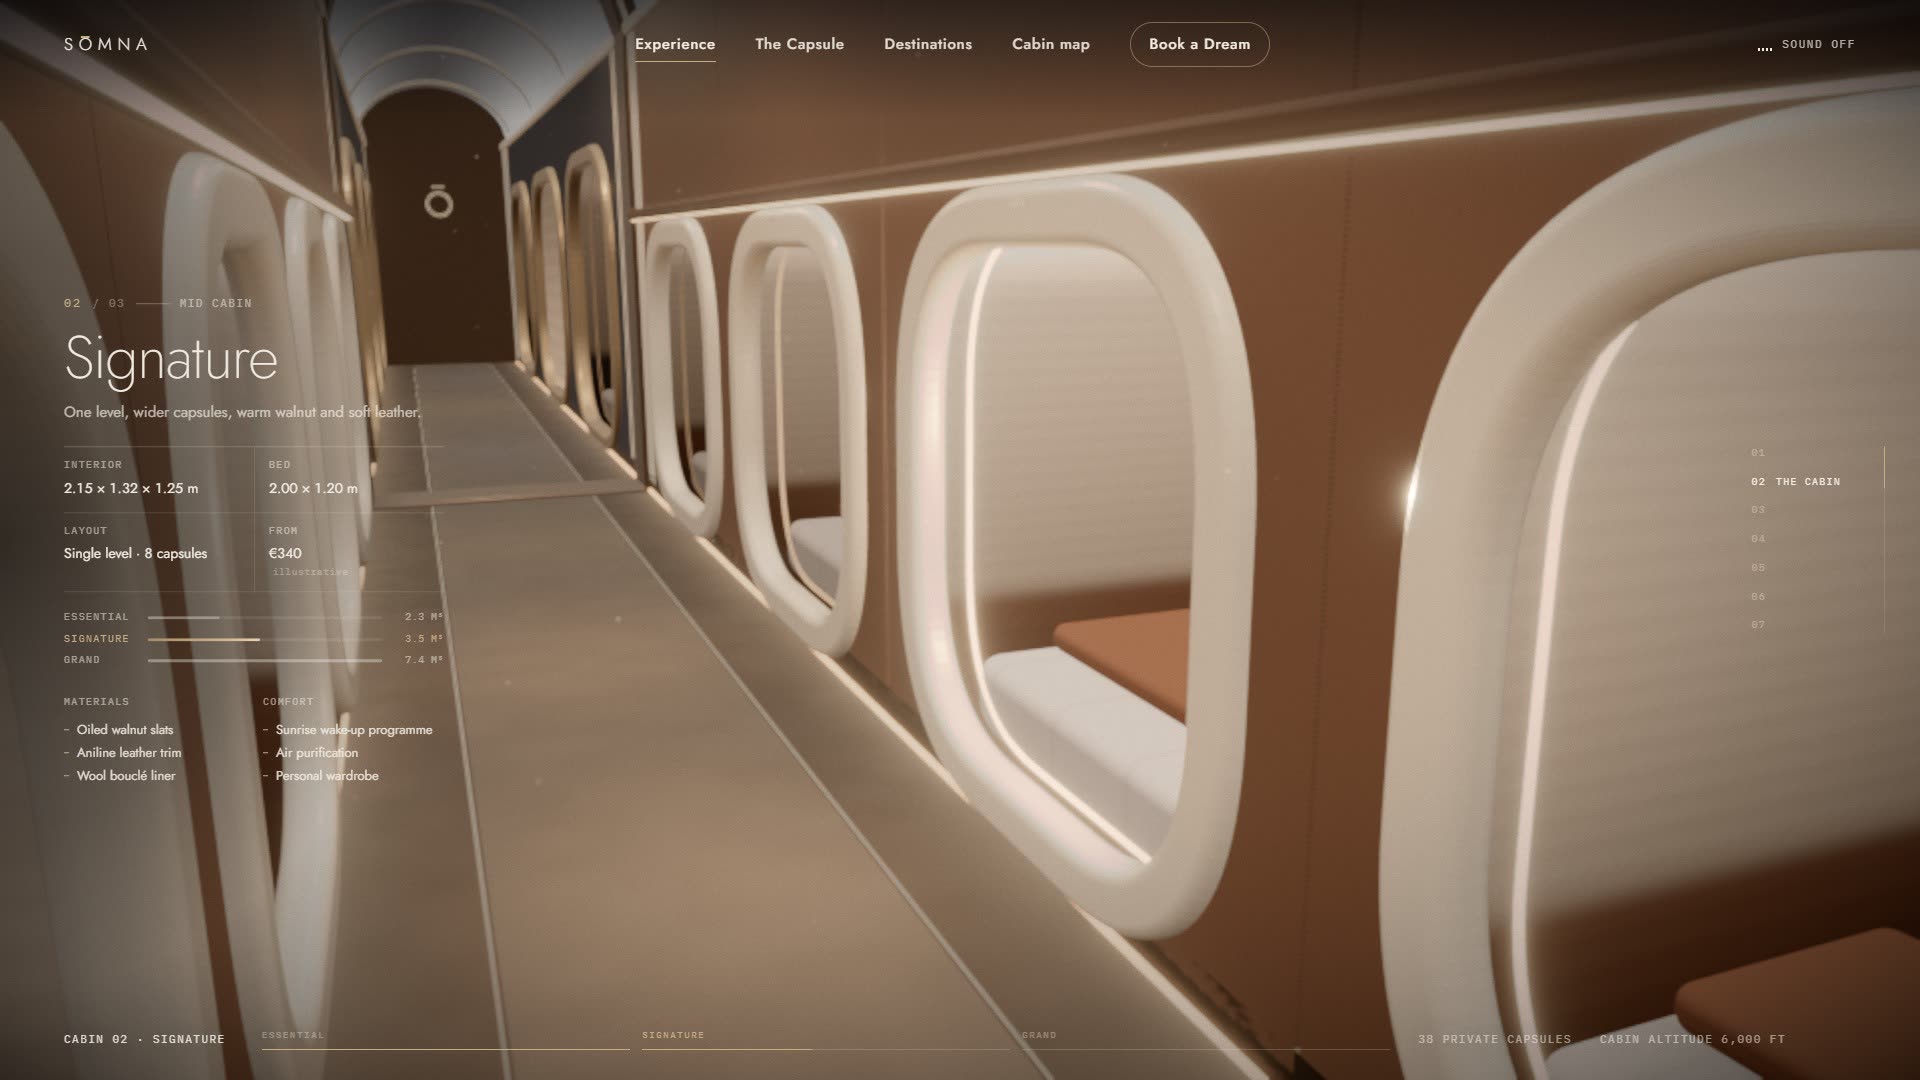 SŌMNA
Experience
The Capsule
Destinations
Cabin map
Book a Dream
SOUND OFF
02 / 03 MID CABIN
Signature
One level, wider capsules, warm walnut and soft leather.
INTERIOR
2.15 × 1.32 × 1.25 m
BED
2.00 × 1.20 m
LAYOUT
Single level · 8 capsules
FROM
€340
illustrative
ESSENTIAL 2.3 M³
SIGNATURE 3.5 M³
GRAND 7.4 M³
MATERIALS
– Oiled walnut slats
– Aniline leather trim
– Wool bouclé liner
COMFORT
– Sunrise wake-up programme
– Air purification
– Personal wardrobe
01
02 THE CABIN
03
04
05
06
07
CABIN 02 · SIGNATURE
ESSENTIAL
SIGNATURE
GRAND
38 PRIVATE CAPSULES
CABIN ALTITUDE 6,000 FT